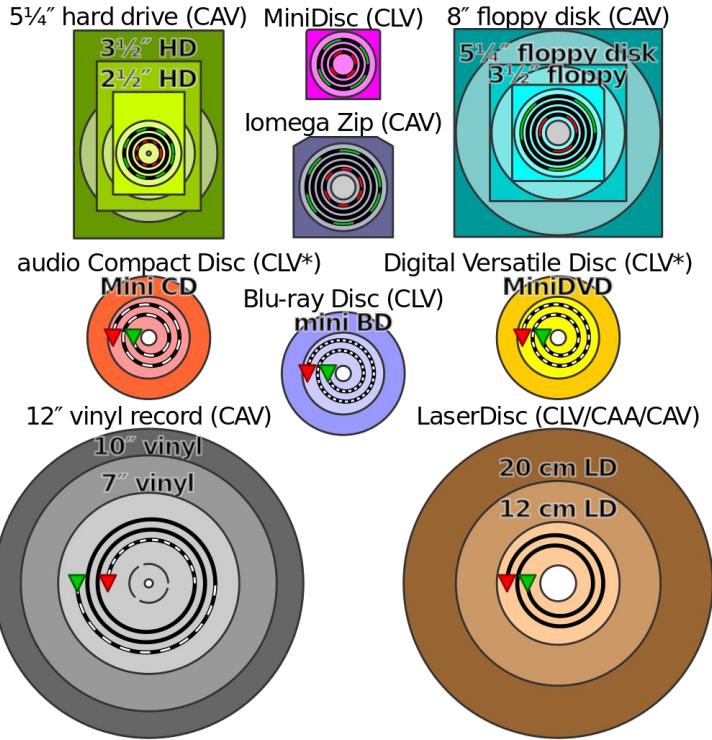 5¼″ hard drive (CAV)
3½″ HD
2½″ HD
MiniDisc (CLV)
Iomega Zip (CAV)
8″ floppy disk (CAV)
5¼″ floppy disk
3½″ floppy
audio Compact Disc (CLV*)
Mini CD
Blu-ray Disc (CLV)
mini BD
Digital Versatile Disc (CLV*)
MiniDVD
12″ vinyl record (CAV)
10″ vinyl
7″ vinyl
LaserDisc (CLV/CAA/CAV)
20 cm LD
12 cm LD